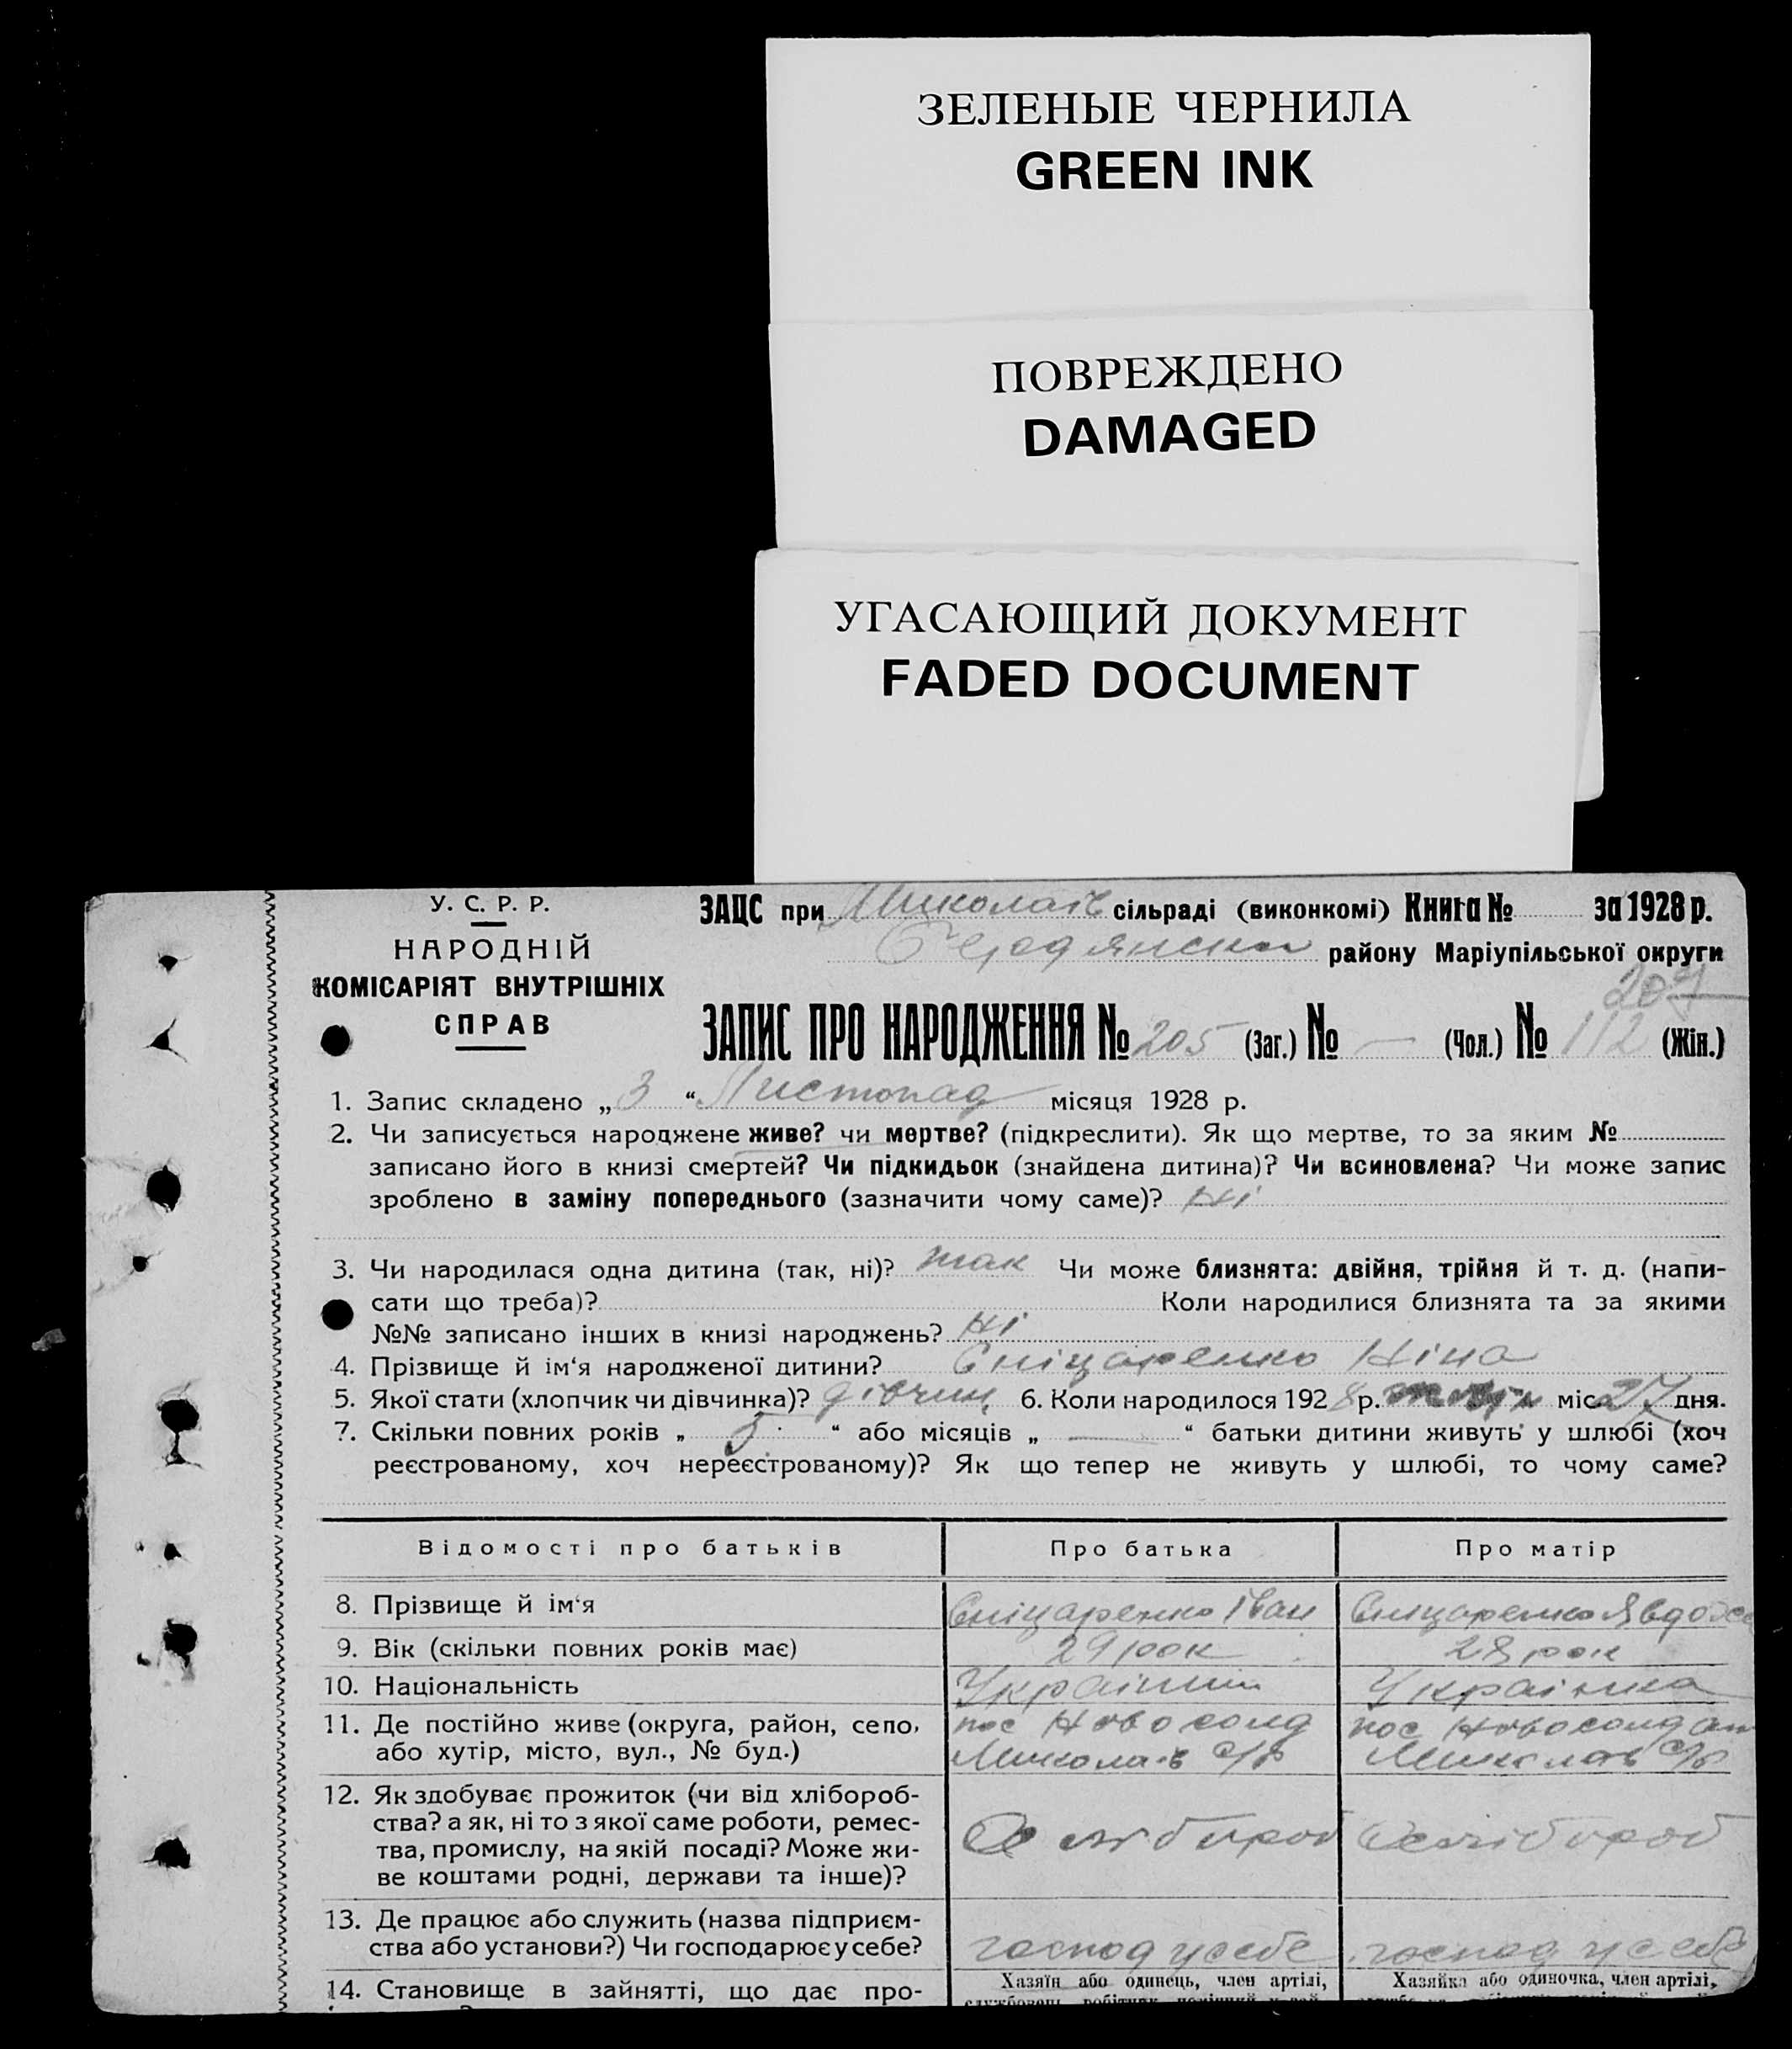 ЗЕЛЕНЫЕ ЧЕРНИЛА
GREEN INK
ПОВРЕЖДЕНО
DAMAGED
УГАСАЮЩИЙ ДОКУМЕНТ
FADED DOCUMENT
У. С. Р. Р.
НАРОДНІЙ
КОМІСАРІЯТ ВНУТРІШНІХ
СПРАВ
ЗАЦС при Миколаїв сільраді (виконкомі) Книга № за 1928 р.
району Маріупільської округи
207
ЗАПИС ПРО НАРОДЖЕННЯ № 205 (Заг.) № — (Чол.) № 112 (Жін.)
1. Запис складено „ 3 “ Листопад місяця 1928 р.
2. Чи записується народжене живе? чи мертве? (підкреслити). Як що мертве, то за яким №
записано його в книзі смертей? Чи підкидьок (знайдена дитина)? Чи всиновлена? Чи може запис
зроблено в заміну попереднього (зазначити чому саме)? Ні
3. Чи народилася одна дитина (так, ні)? так Чи може близнята: двійня, трійня й т. д. (напи-
сати що треба)? Коли народилися близнята та за якими
№№ записано інших в книзі народжень? Ні
4. Прізвище й ім‘я народженої дитини? Сніцаренко Ніна
5. Якої стати (хлопчик чи дівчинка)? дівчин. 6. Коли народилося 192 8 р. міс. 27 дня.
7. Скільки повних років „ 5 “ або місяців „ — “ батьки дитини живуть у шлюбі (хоч
реєстрованому, хоч нереєстрованому)? Як що тепер не живуть у шлюбі, то чому саме?
Відомості про батьків Про батька Про матір
8. Прізвище й ім‘я Сніцаренко Іван Сніцаренко
9. Вік (скільки повних років має) 29 рок 28 рок
10. Національність Українка
11. Де постійно живе (округа, район, село, пос Новосолд пос Новосолдат
або хутір, місто, вул., № буд.) Миколаїв С/р Миколаїв С/р
12. Як здобуває прожиток (чи від хлібороб-
ства? а як, ні то з якої саме роботи, ремес-
тва, промислу, на якій посаді? Може жи-
ве коштами родні, держави та інше)?
13. Де працює або служить (назва підприєм-
ства або установи?) Чи господарює у себе? господ у себе господ у себе
14. Становище в зайнятті, що дає про- Хазяїн або одинець, член артілі, Хазяйка або одиночка, член артілі,